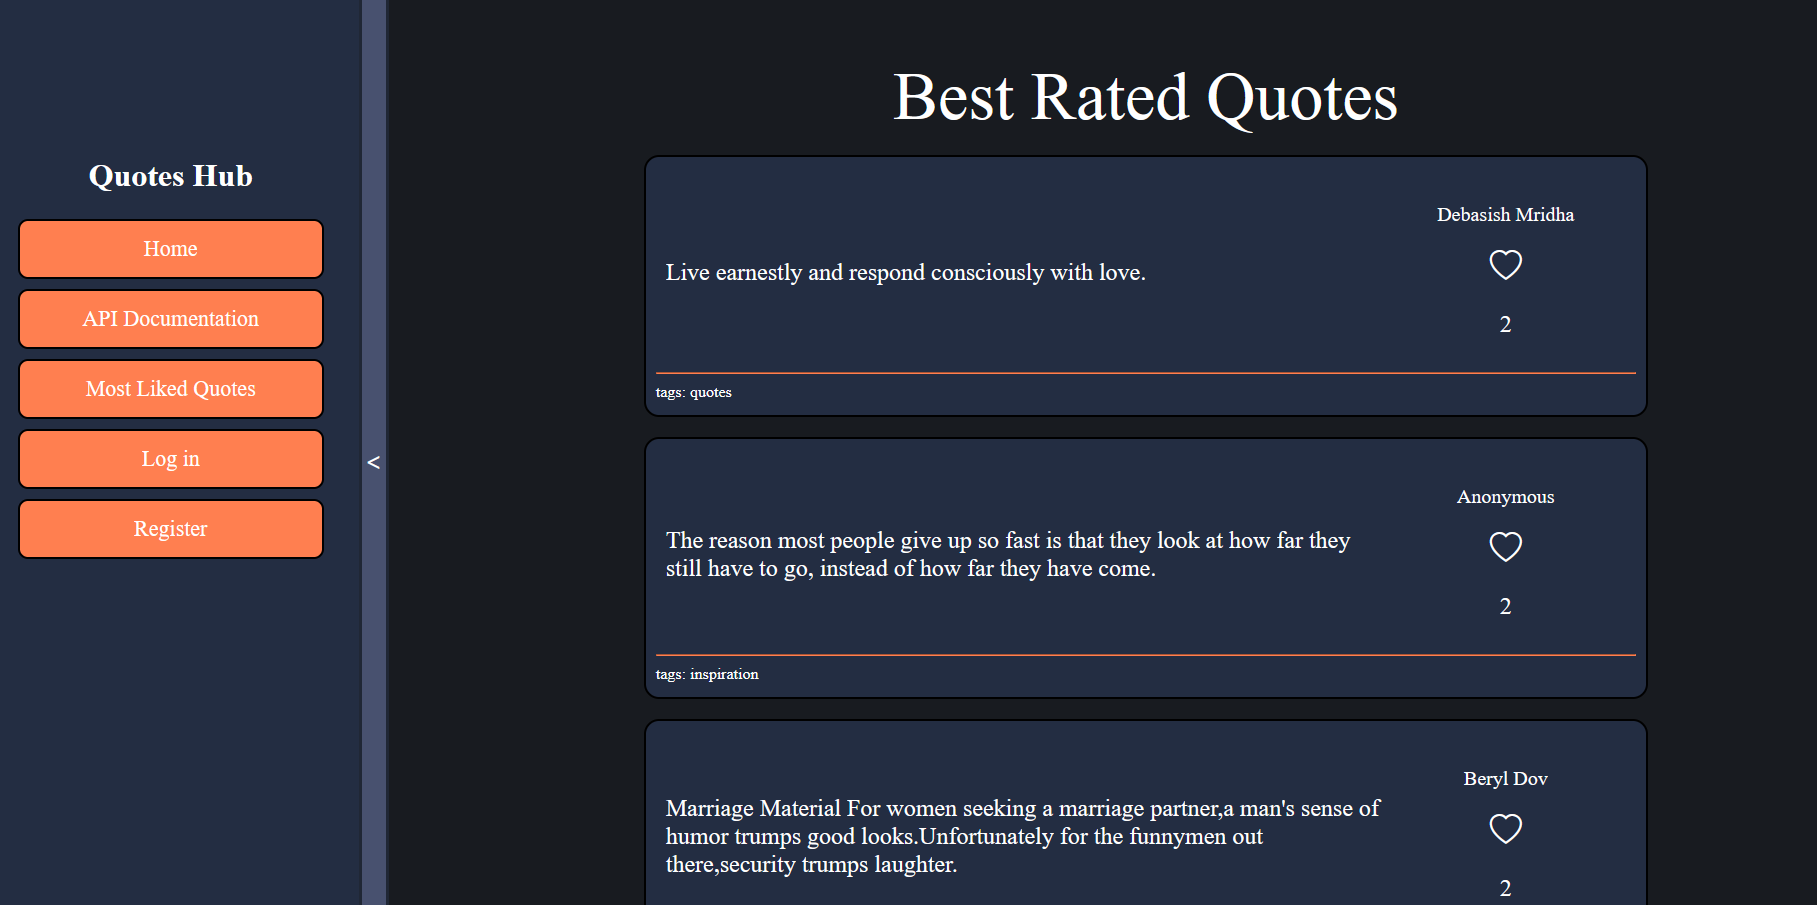 Quotes Hub
Home
API Documentation
Most Liked Quotes
Log in
Register
<
Best Rated Quotes
Live earnestly and respond consciously with love.
Debasish Mridha
2
tags: quotes
The reason most people give up so fast is that they look at how far they
still have to go, instead of how far they have come.
Anonymous
2
tags: inspiration
Marriage Material For women seeking a marriage partner,a man's sense of
humor trumps good looks.Unfortunately for the funnymen out
there,security trumps laughter.
Beryl Dov
2